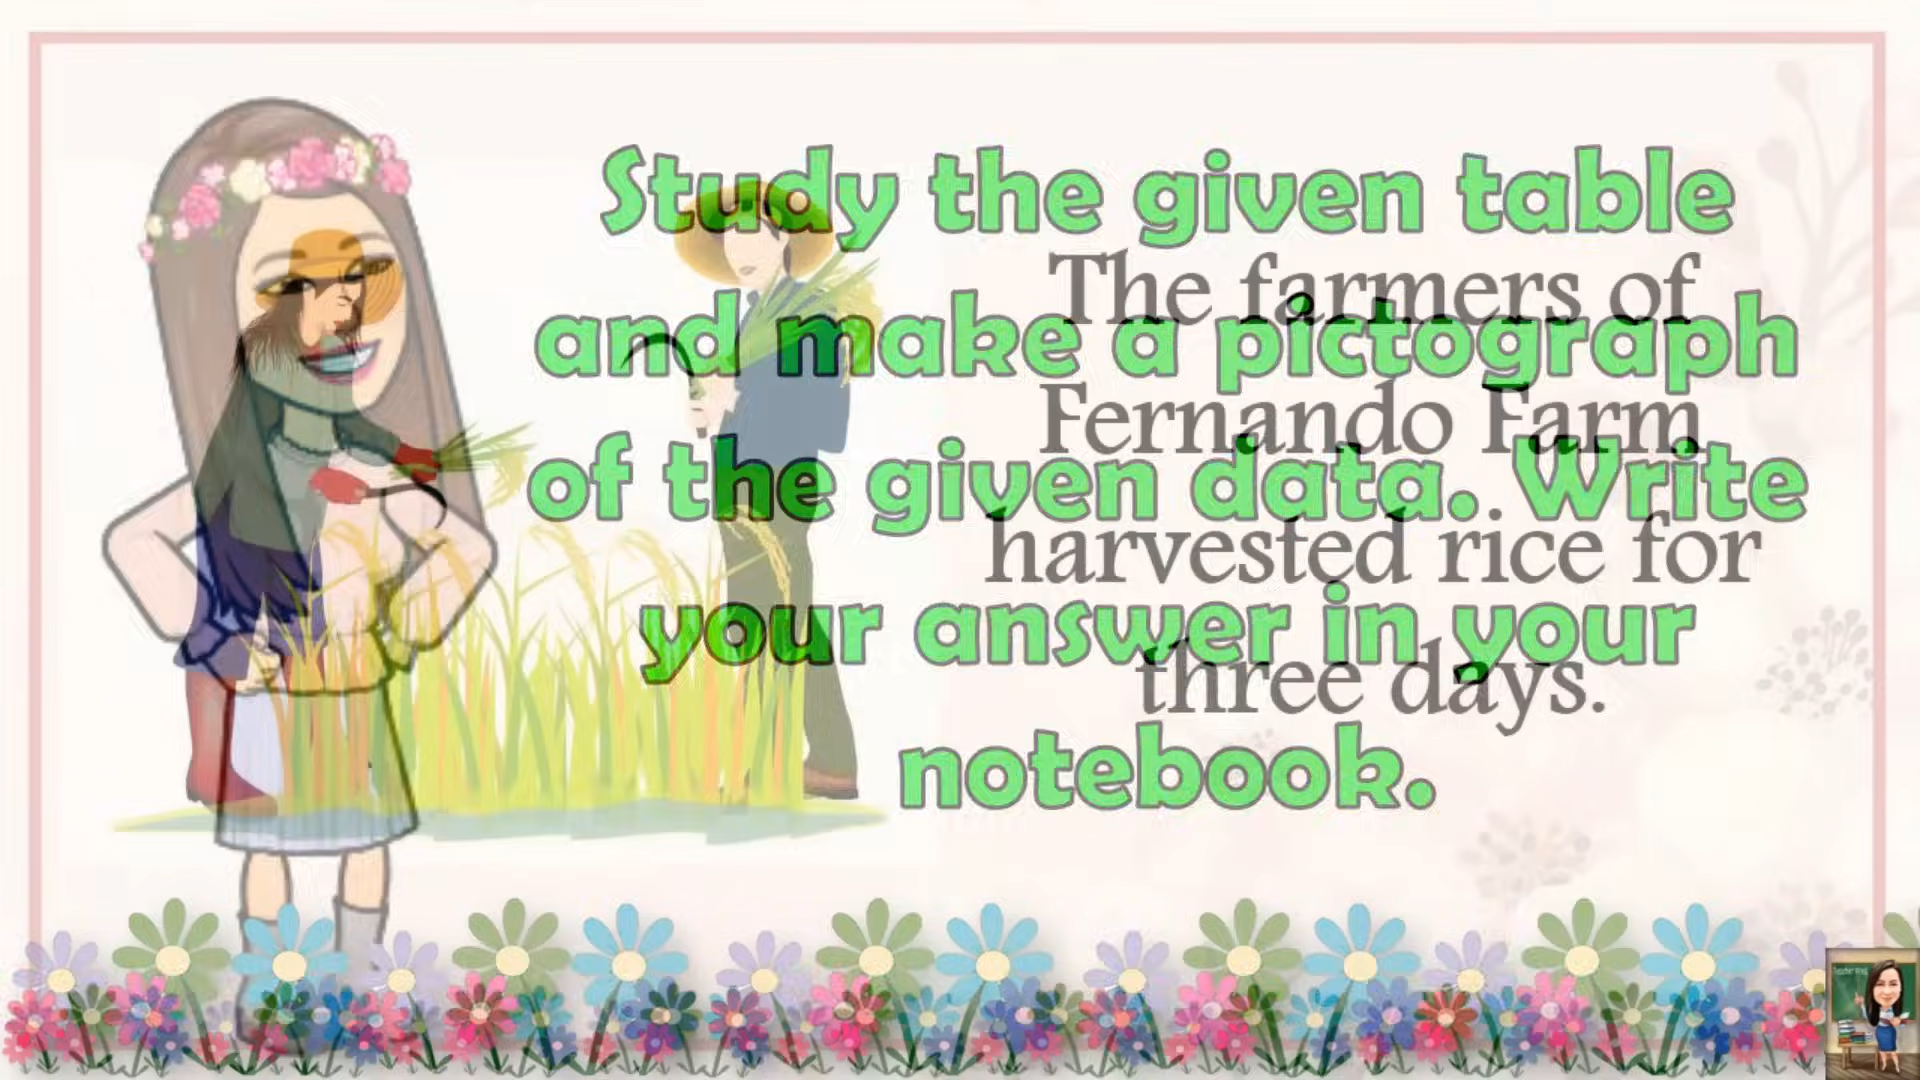 Study the given table
and make a pictograph
of the given data. Write
your answer in your
notebook.
The farmers of
Fernando Farm
harvested rice for
three days.